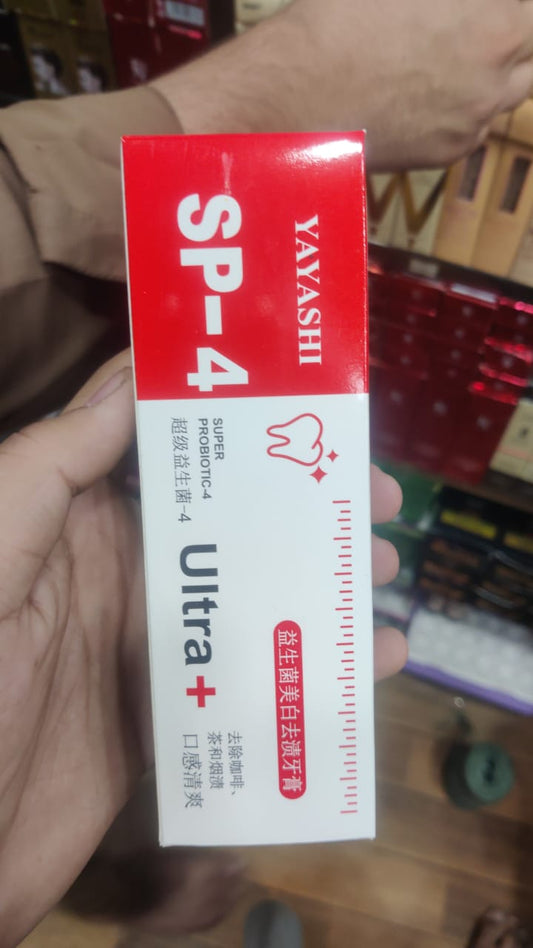 YAYASHI
SP-4
SUPER
PROBIOTIC-4
超级益生菌-4
Ultra+
益生菌美白去渍牙膏
去除咖啡、
茶和烟渍
口感清爽